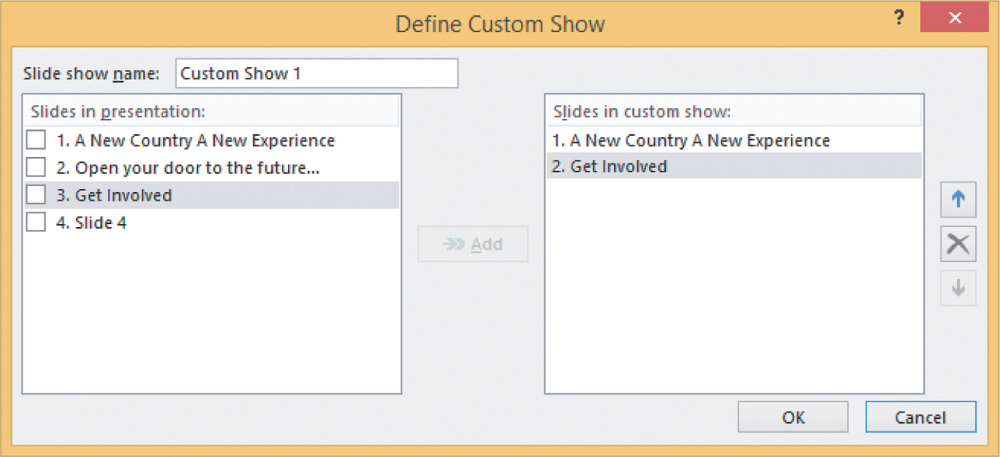 Define Custom Show
?
Slide show name: Custom Show 1
Slides in presentation:
1. A New Country A New Experience
2. Open your door to the future...
3. Get Involved
4. Slide 4
Add
Slides in custom show:
1. A New Country A New Experience
2. Get Involved
OK
Cancel